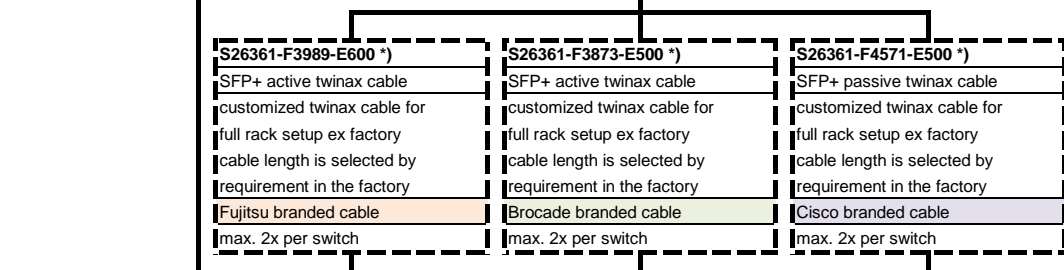 S26361-F3989-E600 *)
SFP+ active twinax cable
customized twinax cable for
full rack setup ex factory
cable length is selected by
requirement in the factory
Fujitsu branded cable
max. 2x per switch
S26361-F3873-E500 *)
SFP+ active twinax cable
customized twinax cable for
full rack setup ex factory
cable length is selected by
requirement in the factory
Brocade branded cable
max. 2x per switch
S26361-F4571-E500 *)
SFP+ passive twinax cable
customized twinax cable for
full rack setup ex factory
cable length is selected by
requirement in the factory
Cisco branded cable
max. 2x per switch